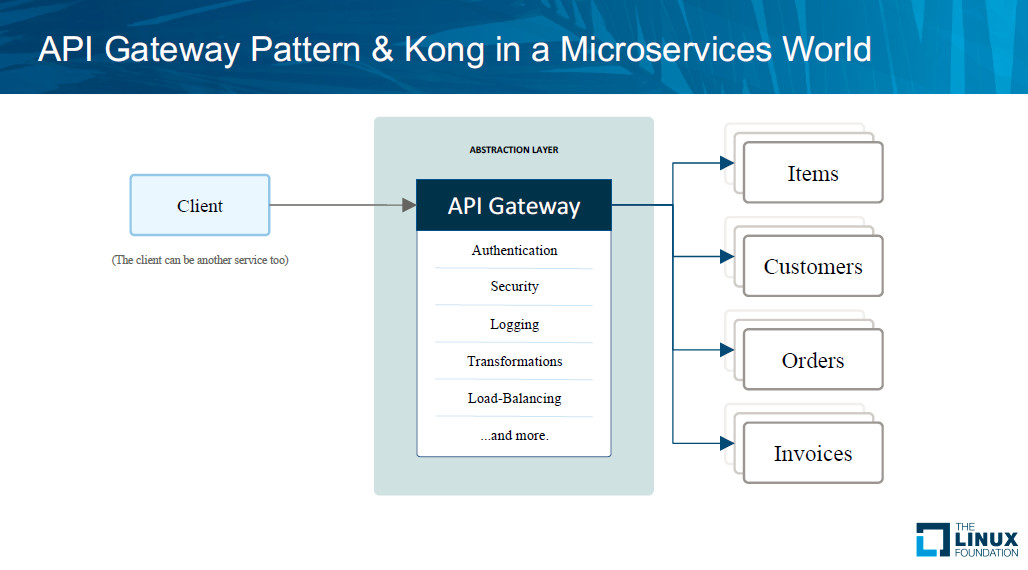 API Gateway Pattern & Kong in a Microservices World
ABSTRACTION LAYER
Client
(The client can be another service too)
API Gateway
Authentication
Security
Logging
Transformations
Load-Balancing
...and more.
Items
Customers
Orders
Invoices
THE
LINUX
FOUNDATION